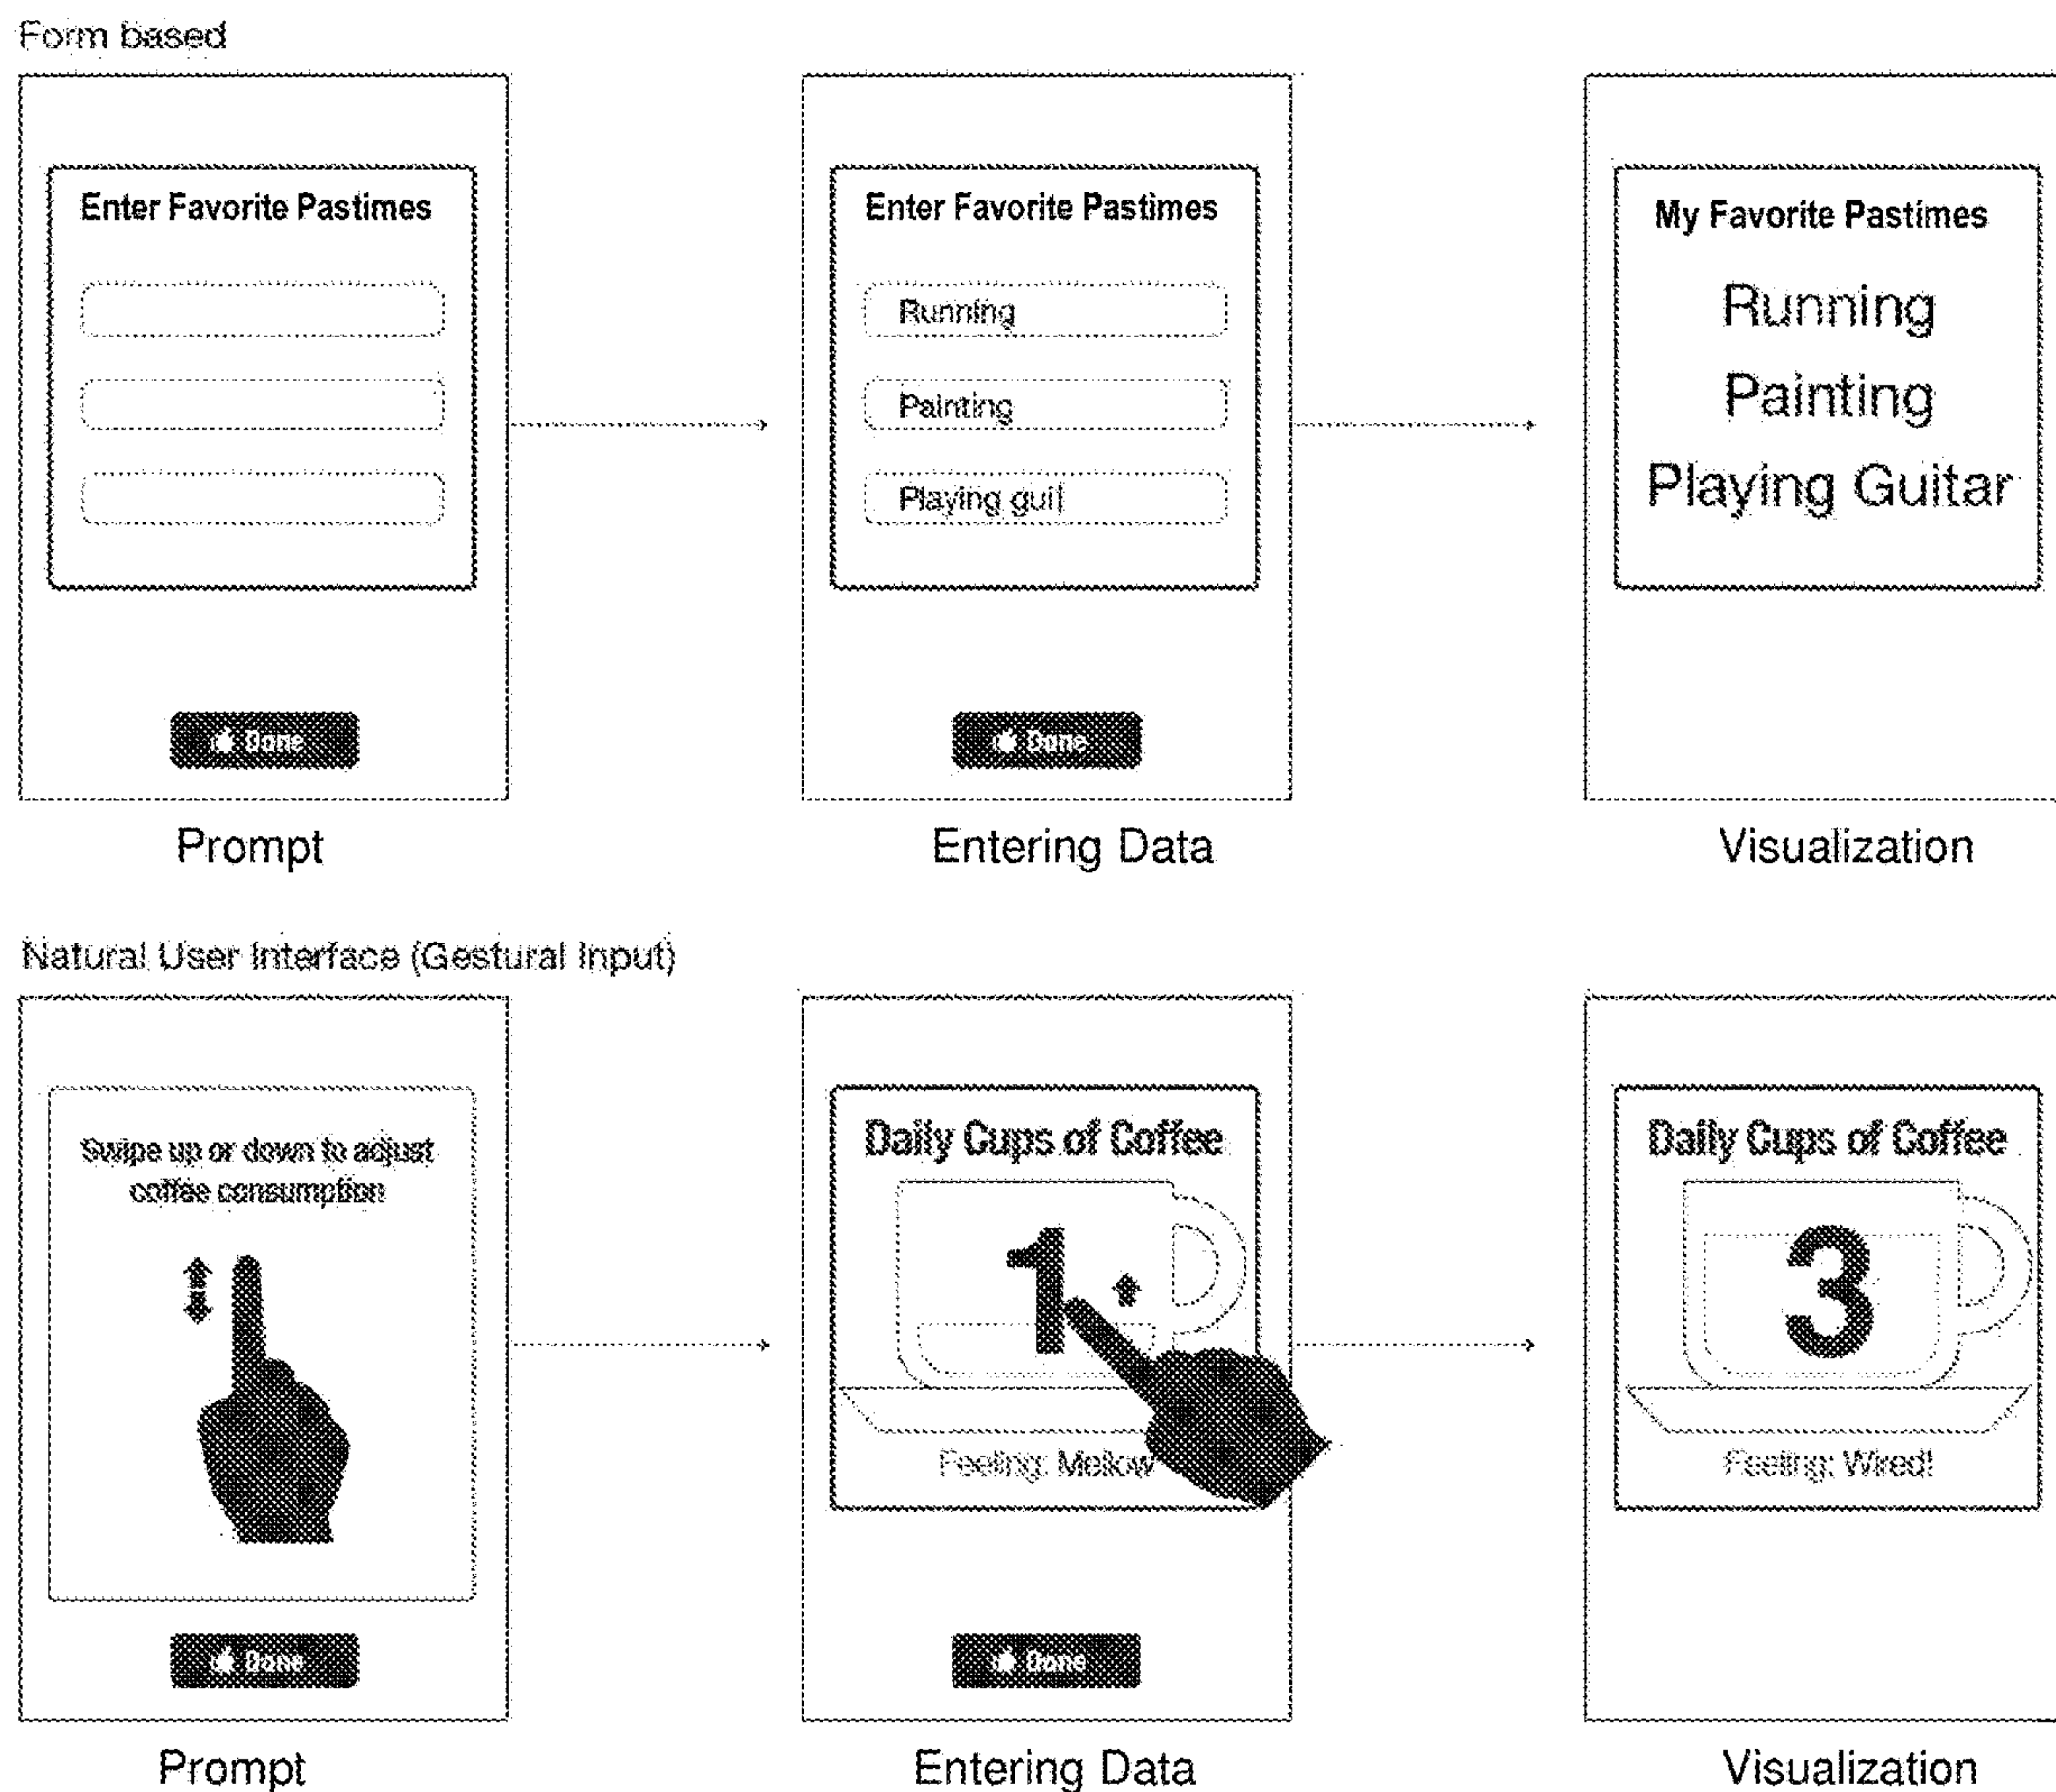 Form based
Enter Favorite Pastimes
Done
Prompt
Enter Favorite Pastimes
Running
Painting
Playing gui
Done
Entering Data
My Favorite Pastimes
Running
Painting
Playing Guitar
Visualization
Natural User Interface (Gestural Input)
Swipe up or down to adjust
coffee consumption
Done
Prompt
Daily Cups of Coffee
1
Feeling: Mellow
Done
Entering Data
Daily Cups of Coffee
3
Feeling: Wired!
Visualization